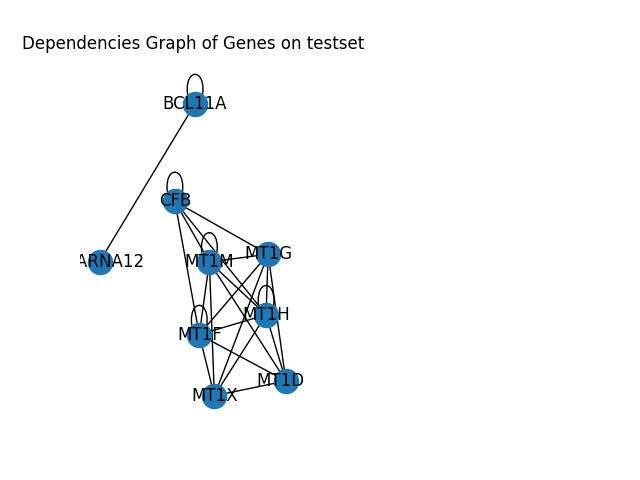 Dependencies Graph of Genes on testset
BCL11A
CFB
MT1G
ARNA12
MT1M
MT1H
MT1F
MT1D
MT1X